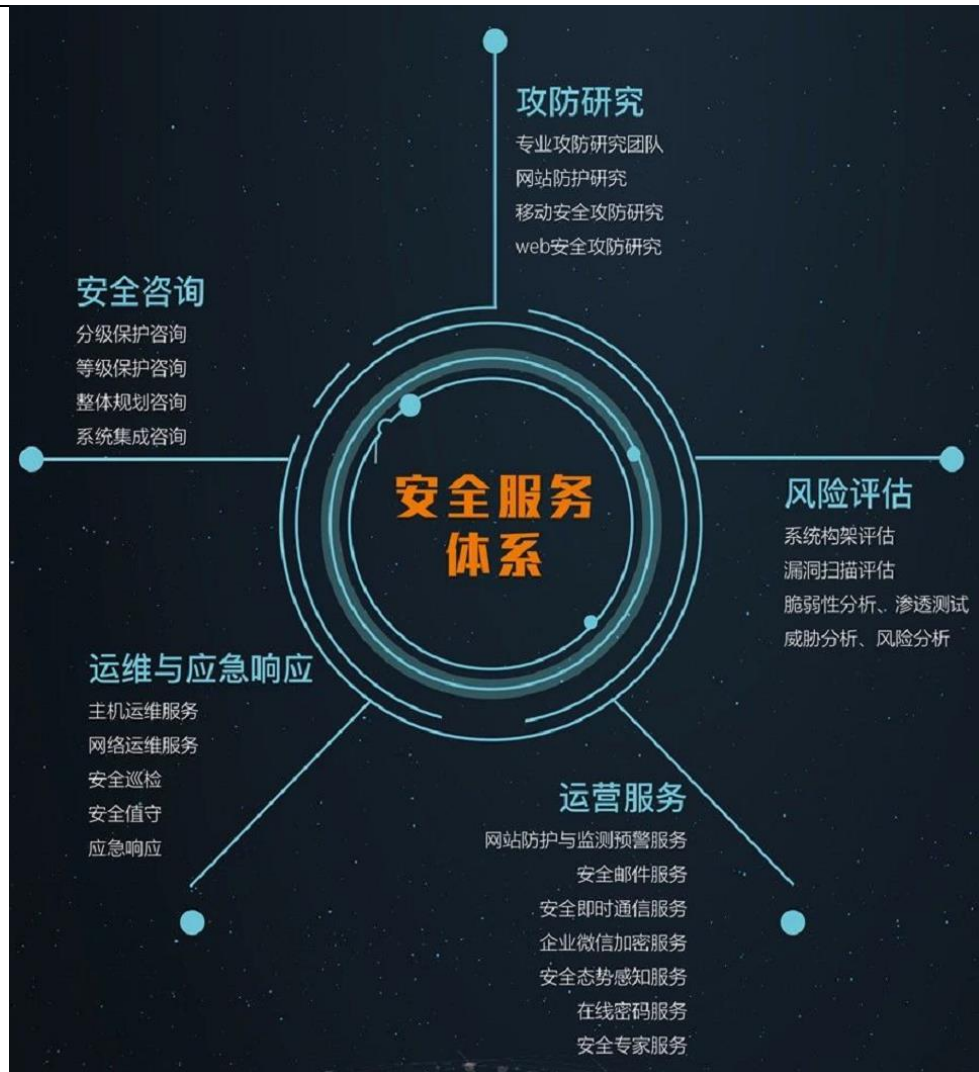 攻防研究
专业攻防研究团队
网站防护研究
移动安全攻防研究
web安全攻防研究
安全咨询
分级保护咨询
等级保护咨询
整体规划咨询
系统集成咨询
安全服务
体系
风险评估
系统构架评估
漏洞扫描评估
脆弱性分析、渗透测试
威胁分析、风险分析
运维与应急响应
主机运维服务
网络运维服务
安全巡检
安全值守
应急响应
运营服务
网站防护与监测预警服务
安全邮件服务
安全即时通信服务
企业微信加密服务
安全态势感知服务
在线密码服务
安全专家服务